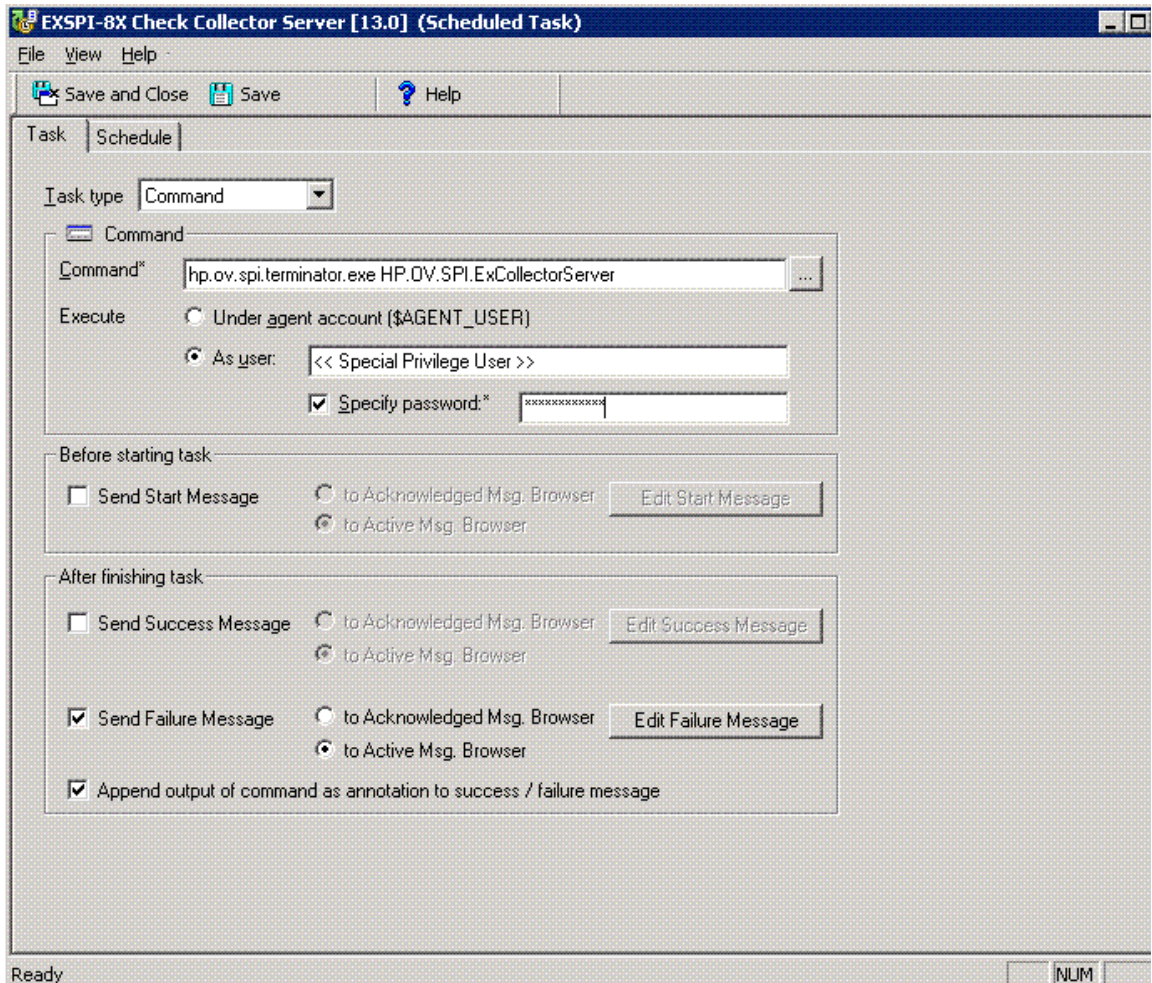 EXSPI-8X Check Collector Server [13.0] (Scheduled Task)
File View Help
Save and Close Save Help
Task Schedule
Task type Command
Command
Command* hp.ov.spi.terminator.exe HP.OV.SPI.ExCollectorServer ...
Execute Under agent account ($AGENT_USER)
As user: << Special Privilege User >>
Specify password:* ************
Before starting task
Send Start Message to Acknowledged Msg. Browser Edit Start Message
to Active Msg. Browser
After finishing task
Send Success Message to Acknowledged Msg. Browser Edit Success Message
to Active Msg. Browser
Send Failure Message to Acknowledged Msg. Browser Edit Failure Message
to Active Msg. Browser
Append output of command as annotation to success / failure message
Ready NUM